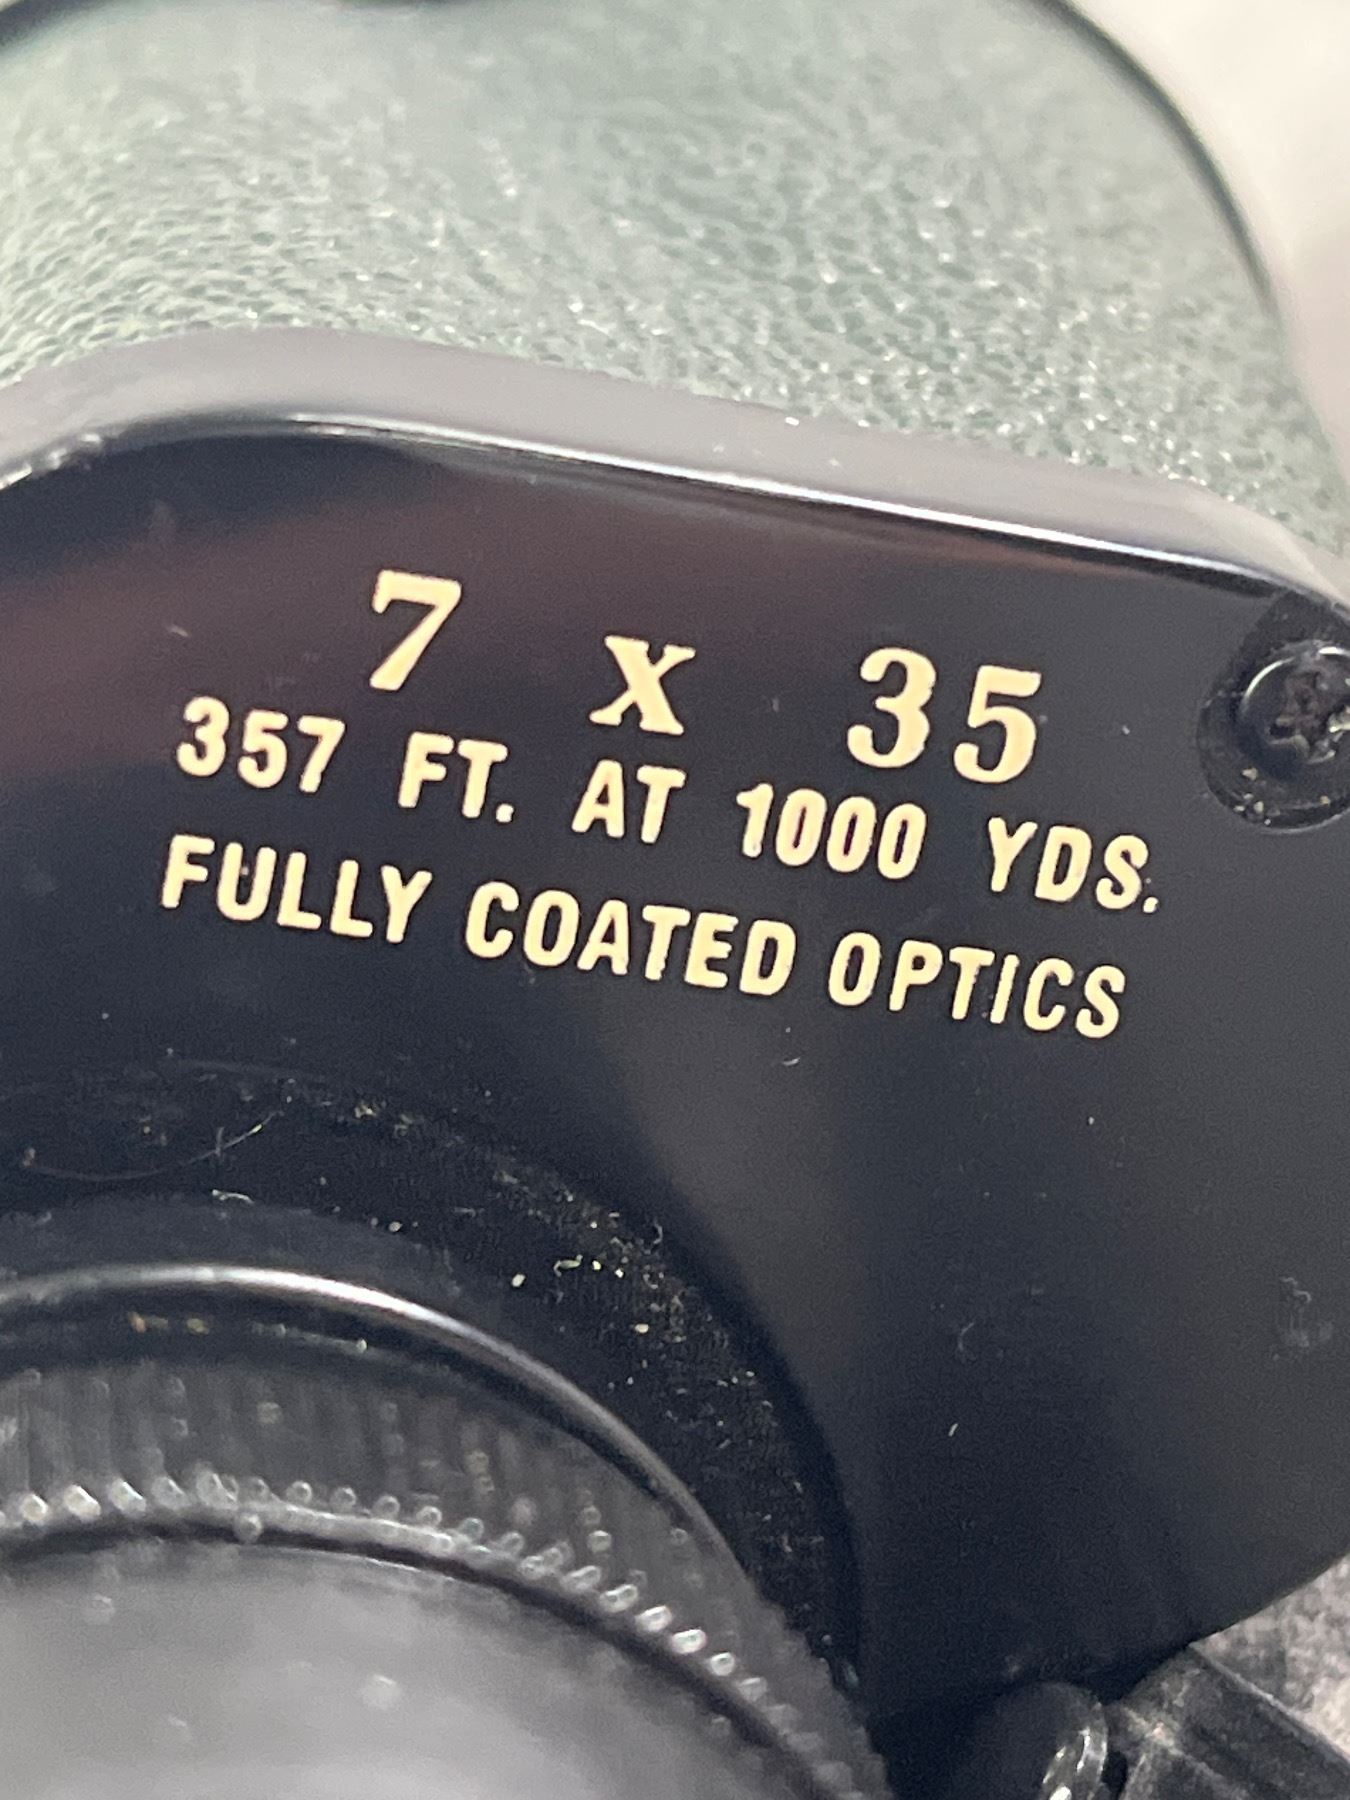 7 x 35
357 FT. AT 1000 YDS.
FULLY COATED OPTICS